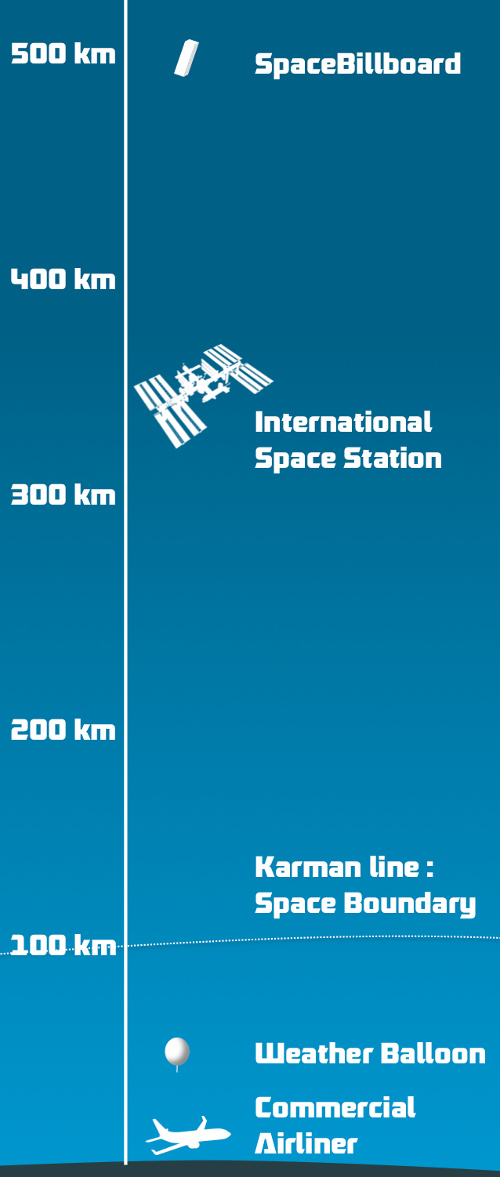 500 km
SpaceBillboard
400 km
International
Space Station
300 km
200 km
Karman line :
Space Boundary
100 km
Weather Balloon
Commercial
Airliner